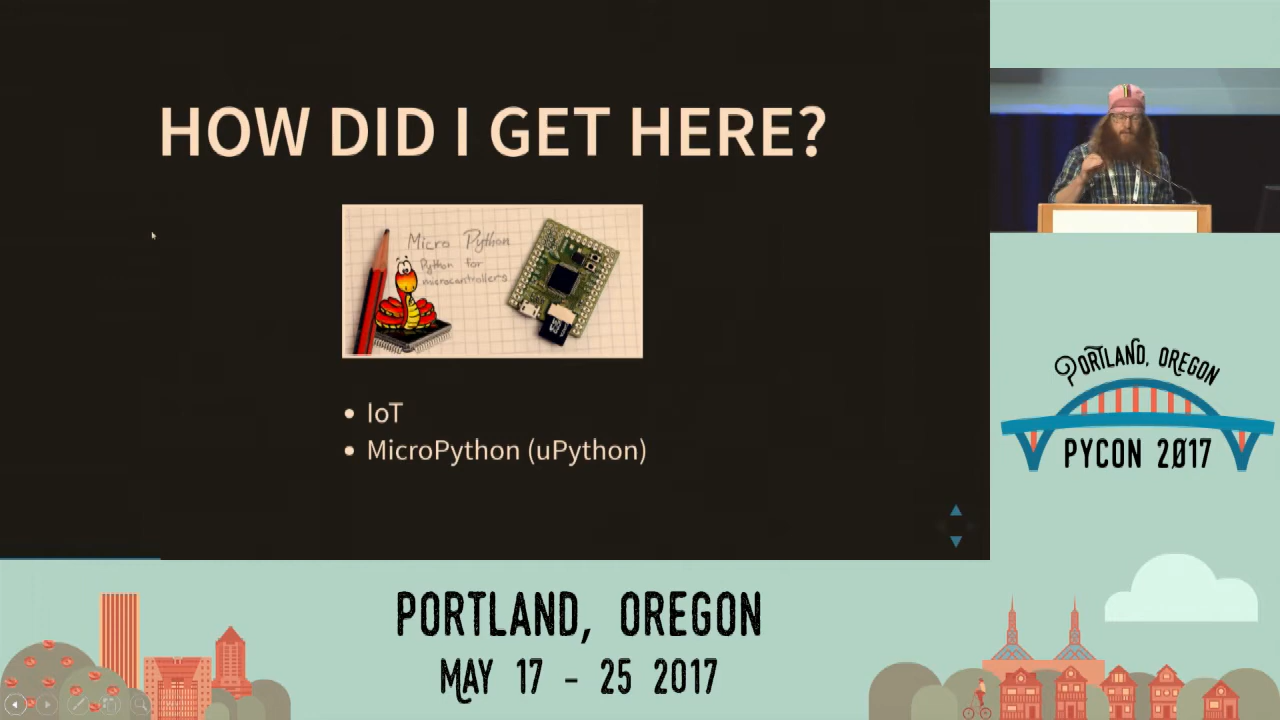 HOW DID I GET HERE?
Micro Python
Python for
microcontrollers
IoT
MicroPython (uPython)
PORTLAND, OREGON
PYCON 2017
PORTLAND, OREGON
MAY 17 - 25 2017